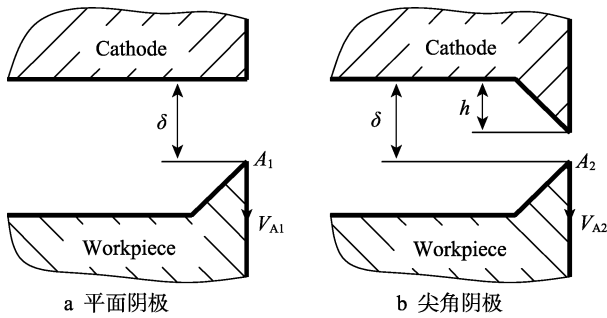 Cathode
δ
A1
VA1
Workpiece
a 平面阴极
Cathode
h
δ
A2
VA2
Workpiece
b 尖角阴极